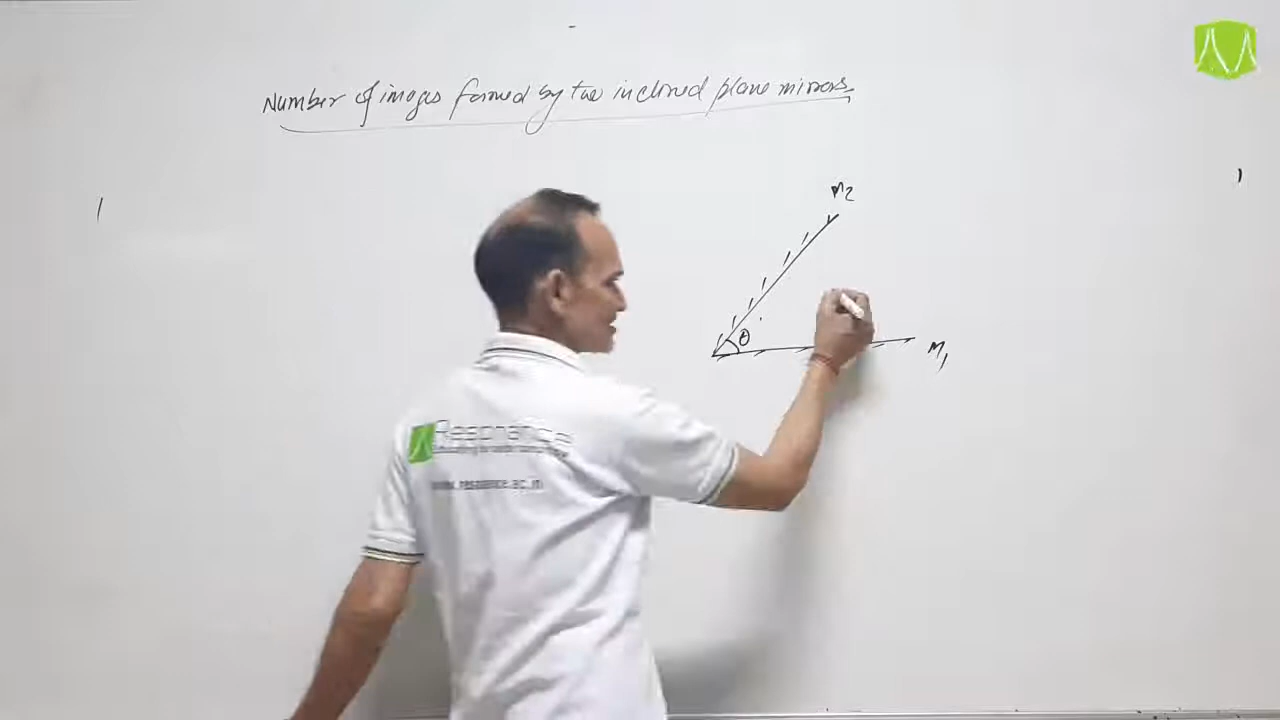 Number of images formed by two inclined plane mirrors
M2
θ
M1
Resonance
www.resonance.ac.in